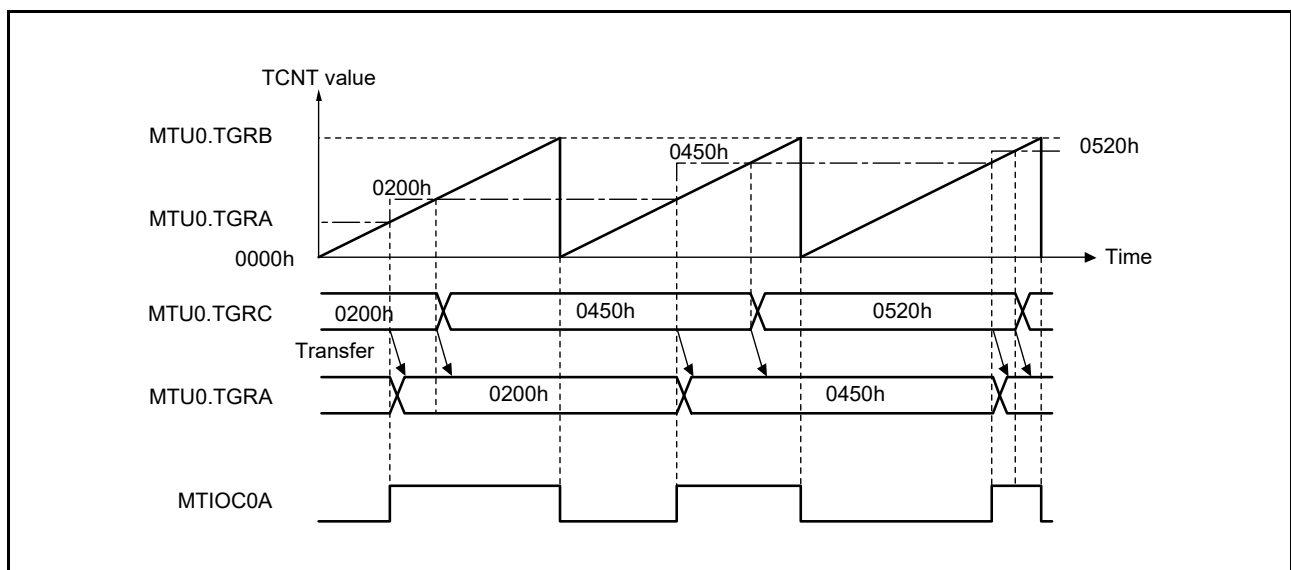 TCNT value
MTU0.TGRB
0520h
0450h
0200h
MTU0.TGRA
0000h
Time
MTU0.TGRC
0200h
0450h
0520h
Transfer
MTU0.TGRA
0200h
0450h
MTIOC0A